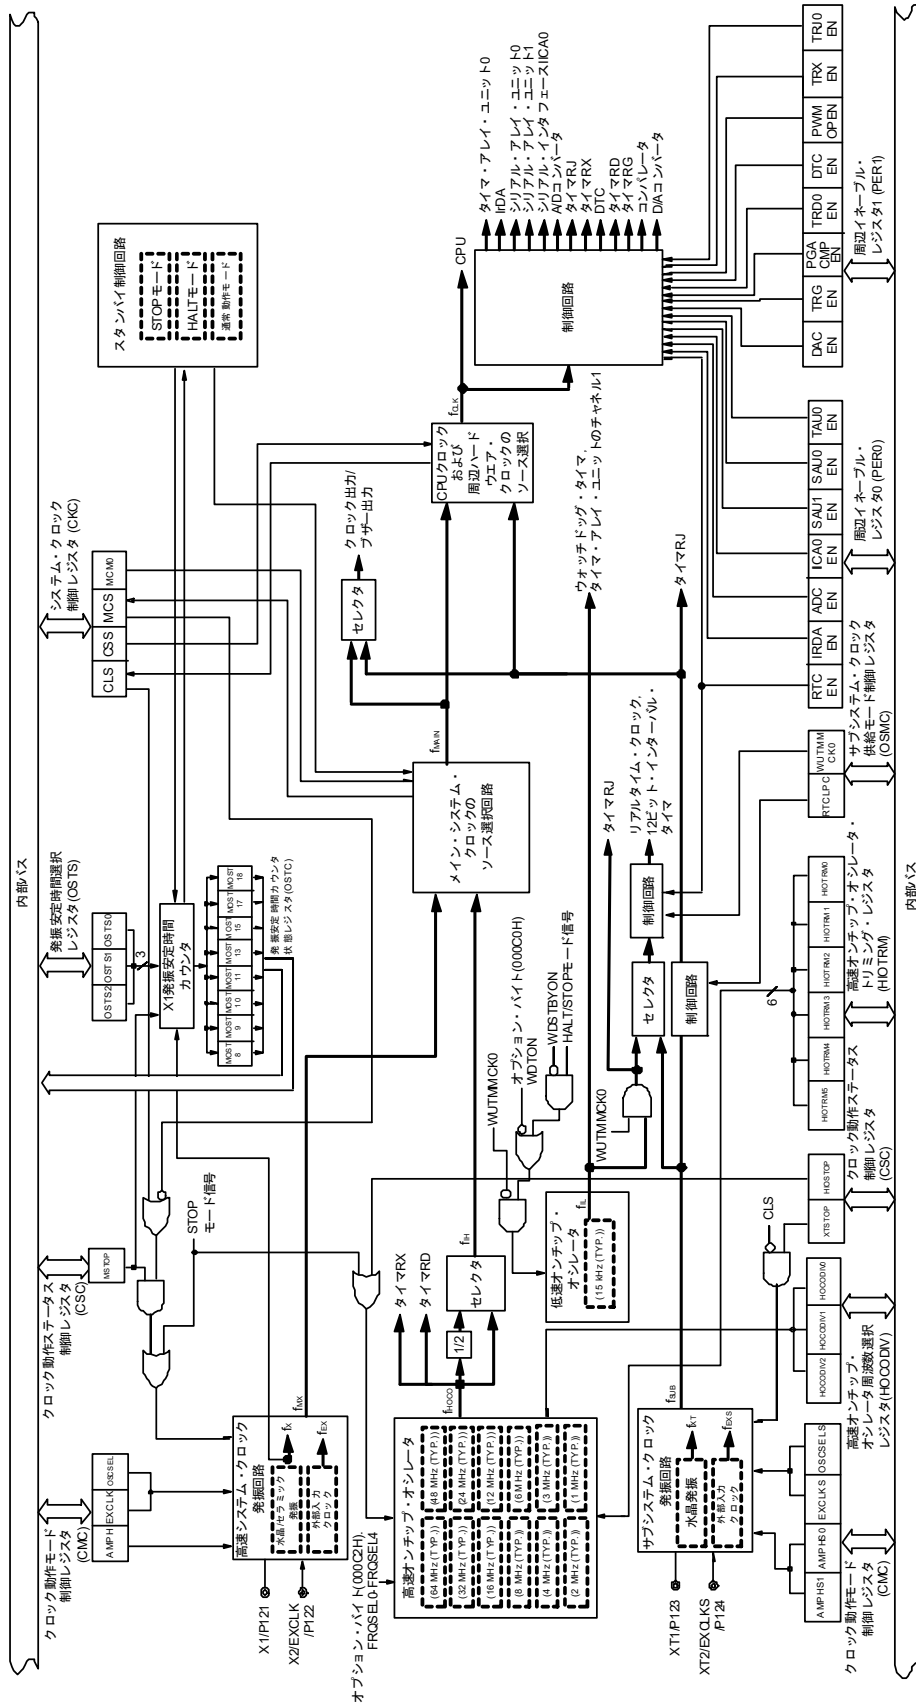 内部バス
クロック動作モード
制御レジスタ
(CMC)
AMPH
EXCLK
OSCSEL
クロック動作ステータス
制御レジスタ
(CSC)
MSTOP
発振安定時間選択
レジスタ(OSTS)
OSTS2
OSTS1
OSTS0
3
X1発振安定時間
カウンタ
MOST
8
MOST
9
MOST
10
MOST
11
MOST
13
MOST
15
MOST
17
MOST
18
発振安定時間カウンタ
状態レジスタ(OSTC)
システム・クロック
制御レジスタ(CKC)
CLS
CSS
MCS
MCM0
スタンバイ制御回路
STOPモード
HALTモード
通常動作モード
STOP
モード信号
X1/P121
X2/EXCLK
/P122
高速システム・クロック
発振回路
水晶/セラミック
発振
fX
外部入力
クロック
fEX
fMX
オプション・バイト(000C2H).
FRQSEL0-FRQSEL4
高速オンチップ・オシレータ
(64 MHz (TYP.))
(48 MHz (TYP.))
(32 MHz (TYP.))
(24 MHz (TYP.))
(16 MHz (TYP.))
(12 MHz (TYP.))
(8 MHz (TYP.))
(6 MHz (TYP.))
(4 MHz (TYP.))
(3 MHz (TYP.))
(2 MHz (TYP.))
(1 MHz (TYP.))
fHOCO
タイマRX
タイマRD
1/2
セレクタ
fIH
メイン・システム・
クロックの
ソース選択回路
fMAIN
セレクタ
クロック出力/
ブザー出力
CPUクロック
および
周辺ハード
ウエア・
クロックの
ソース選択
fCLK
CPU
制御回路
タイマ・アレイ・ユニット0
IrDA
シリアル・アレイ・ユニット0
シリアル・アレイ・ユニット1
シリアル・インタフェースIICA0
A/Dコンバータ
タイマRJ
タイマRX
DTC
タイマRD
タイマRG
コンパレータ
D/Aコンバータ
WUTMMCK0
オプション・バイト(000C0H)
WDTON
WDSTBYON
HALT/STOPモード信号
低速オンチップ・
オシレータ
(15 kHz (TYP.))
fIL
ウォッチドッグ・タイマ,
タイマ・アレイ・ユニットのチャネル1
WUTMMCK0
タイマRJ
セレクタ
制御回路
リアルタイム・クロック,
12ビット・インターバル・
タイマ
制御回路
タイマRJ
XT1/P123
XT2/EXCLKS
/P124
サブシステム・クロック
発振回路
水晶発振
fXT
外部入力
クロック
fEXS
fSUB
CLS
AMPHS1
AMPHS0
EXCLKS
OSCSELS
クロック動作モード
制御レジスタ
(CMC)
HOCODIV2
HOCODIV1
HOCODIV0
高速オンチップ・
オシレータ周波数選択
レジスタ(HOCODIV)
XTSTOP
HIOSTOP
クロック動作ステータス
制御レジスタ
(CSC)
6
HIOTRM5
HIOTRM4
HIOTRM3
HIOTRM2
HIOTRM1
HIOTRM0
高速オンチップ・オシレータ・
トリミング・レジスタ
(HIOTRM)
RTCLPC
WUTMM
CK0
サブシステム・クロック
供給モード制御レジスタ
(OSMC)
RTC
EN
IRDA
EN
ADC
EN
ICA0
EN
SAU1
EN
SAU0
EN
TAU0
EN
周辺イネーブル・
レジスタ0 (PER0)
DAC
EN
TRG
EN
PGA
CMP
EN
TRD0
EN
DTC
EN
PWM
OPEN
TRX
EN
TRJ0
EN
周辺イネーブル・
レジスタ1 (PER1)
内部バス